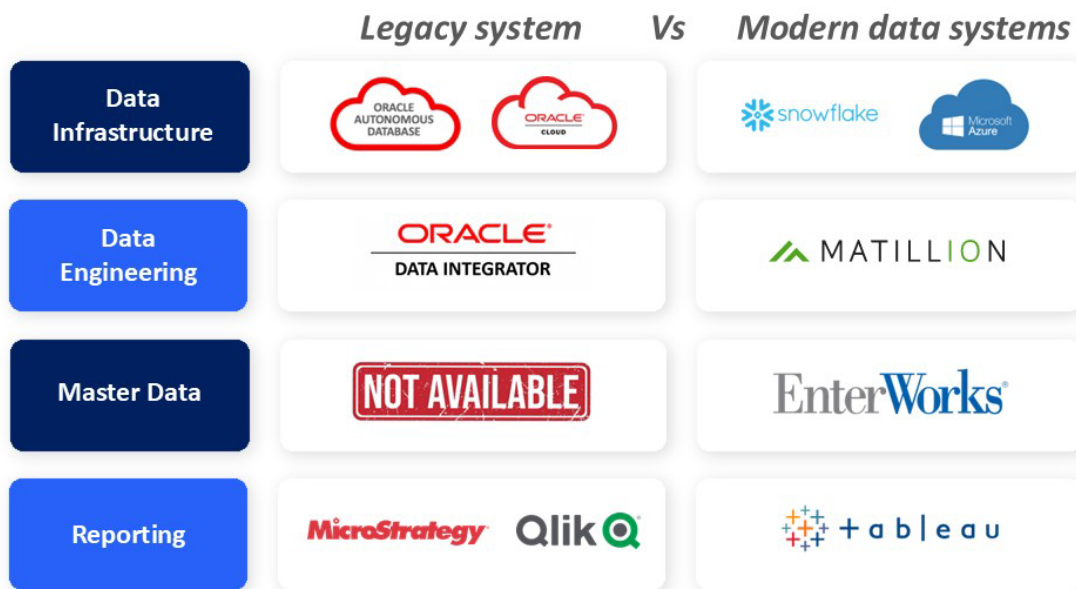 Legacy system Vs Modern data systems
Data
Infrastructure
ORACLE
AUTONOMOUS
DATABASE
ORACLE
CLOUD
snowflake
Microsoft
Azure
Data
Engineering
ORACLE®
DATA INTEGRATOR
MATILLION
Master Data
NOT AVAILABLE
EnterWorks®
Reporting
MicroStrategy
Qlik
+ableau